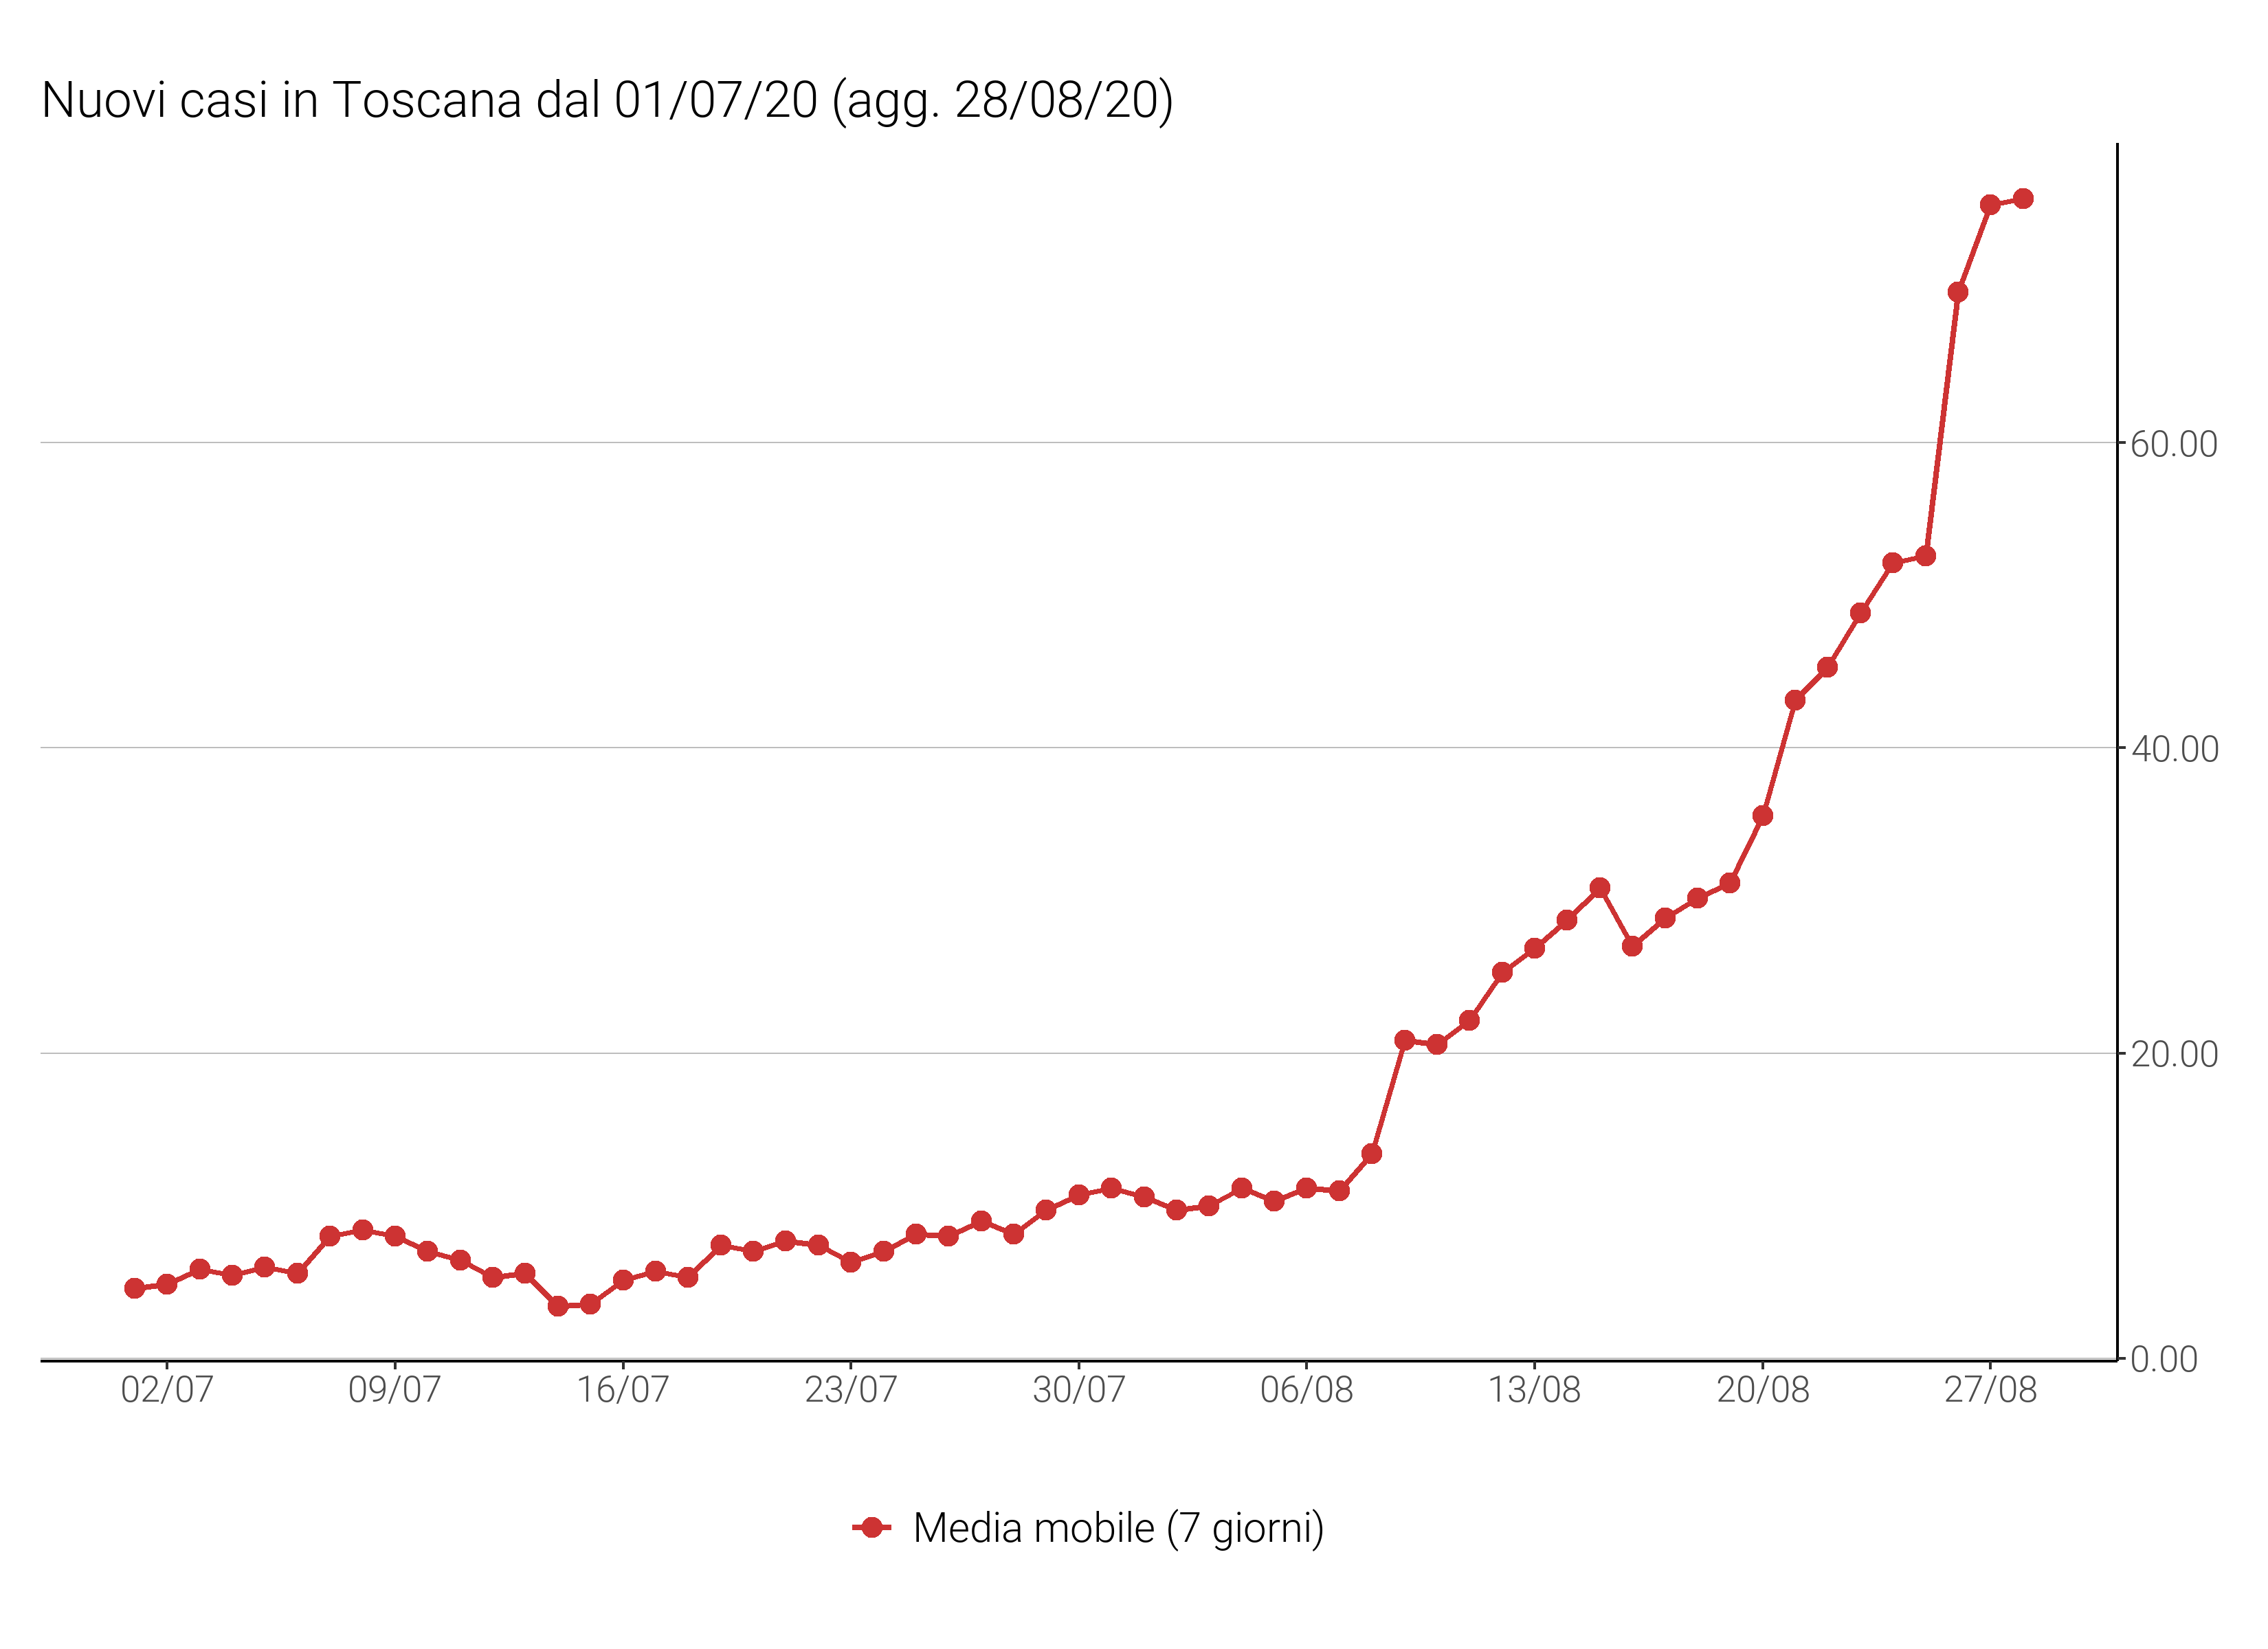 Nuovi casi in Toscana dal 01/07/20 (agg. 28/08/20)
60.00
40.00
20.00
0.00
02/07 09/07 16/07 23/07 30/07 06/08 13/08 20/08 27/08
Media mobile (7 giorni)